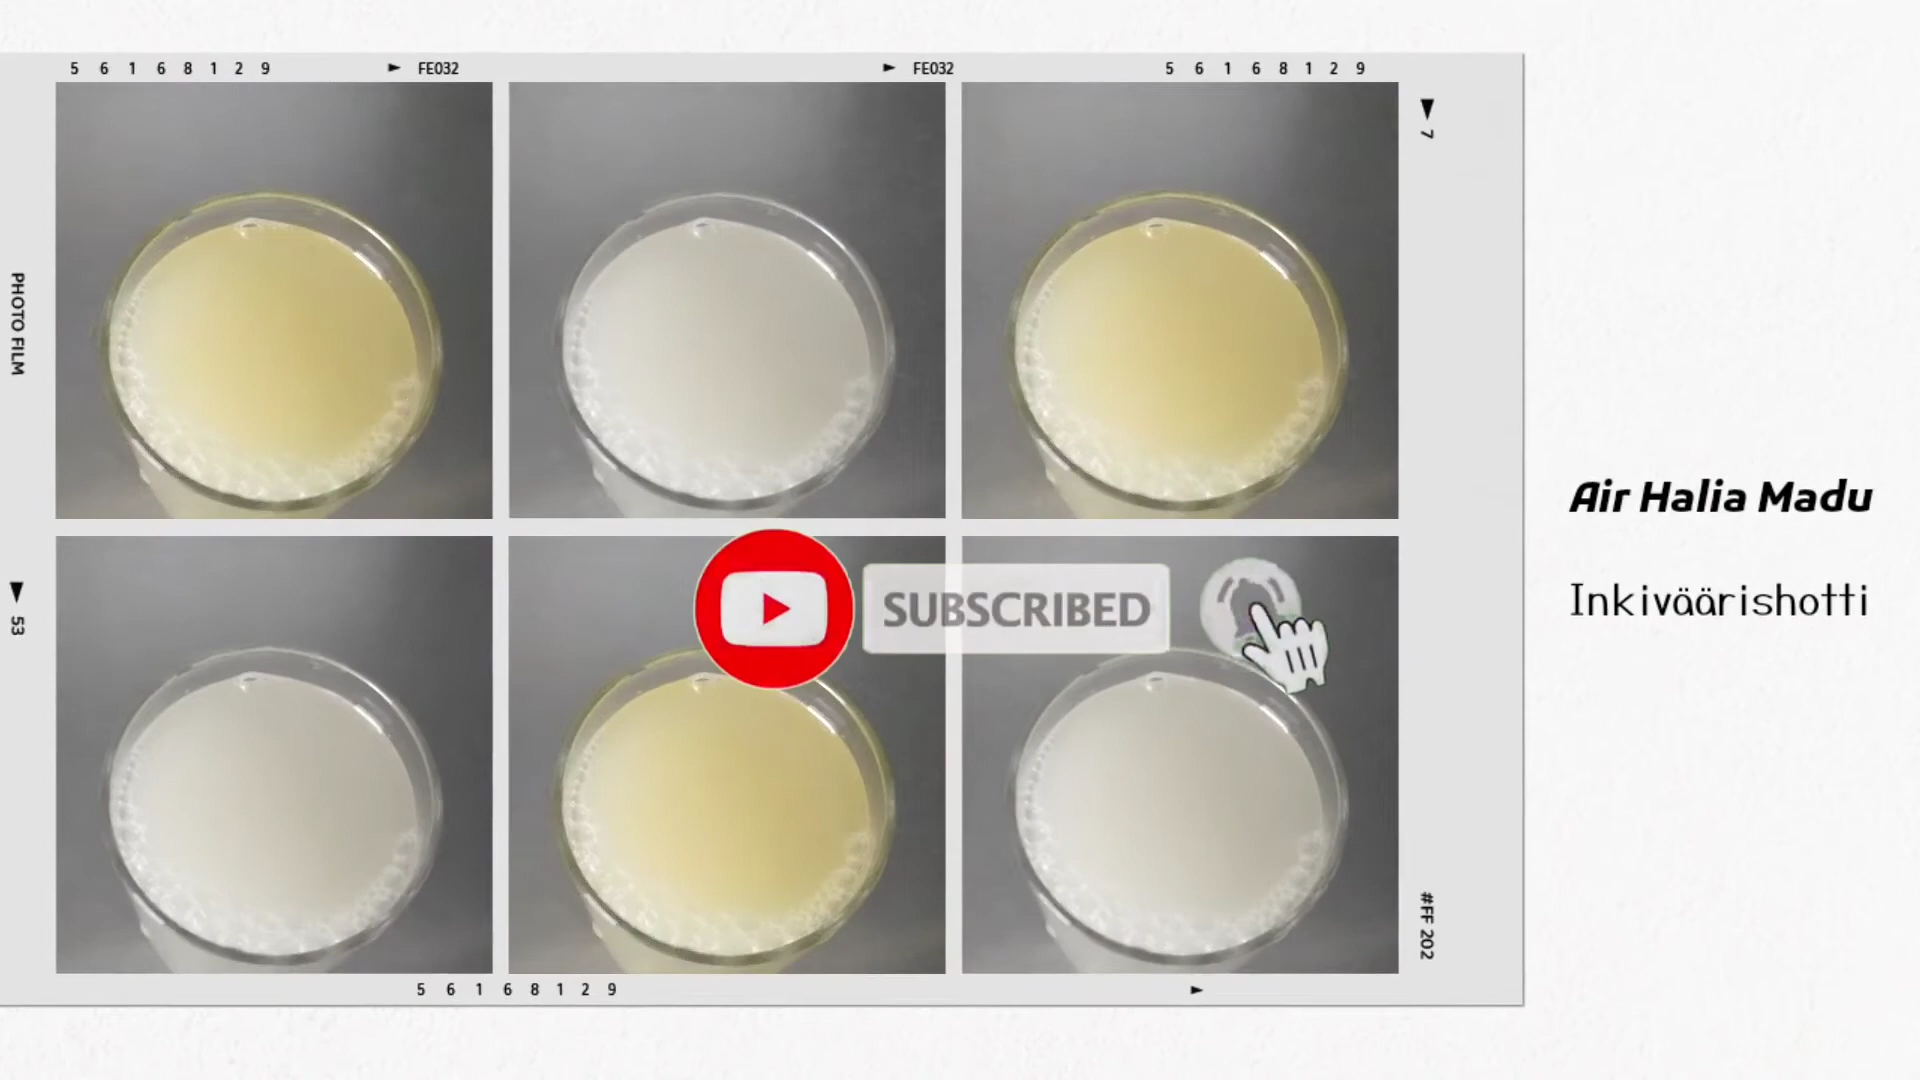 5 6 1 6 8 1 2 9 FE032 FE032 5 6 1 6 8 1 2 9
7
PHOTO FILM
Air Halia Madu
53
SUBSCRIBED
Inkiväärishotti
#FF 202
5 6 1 6 8 1 2 9